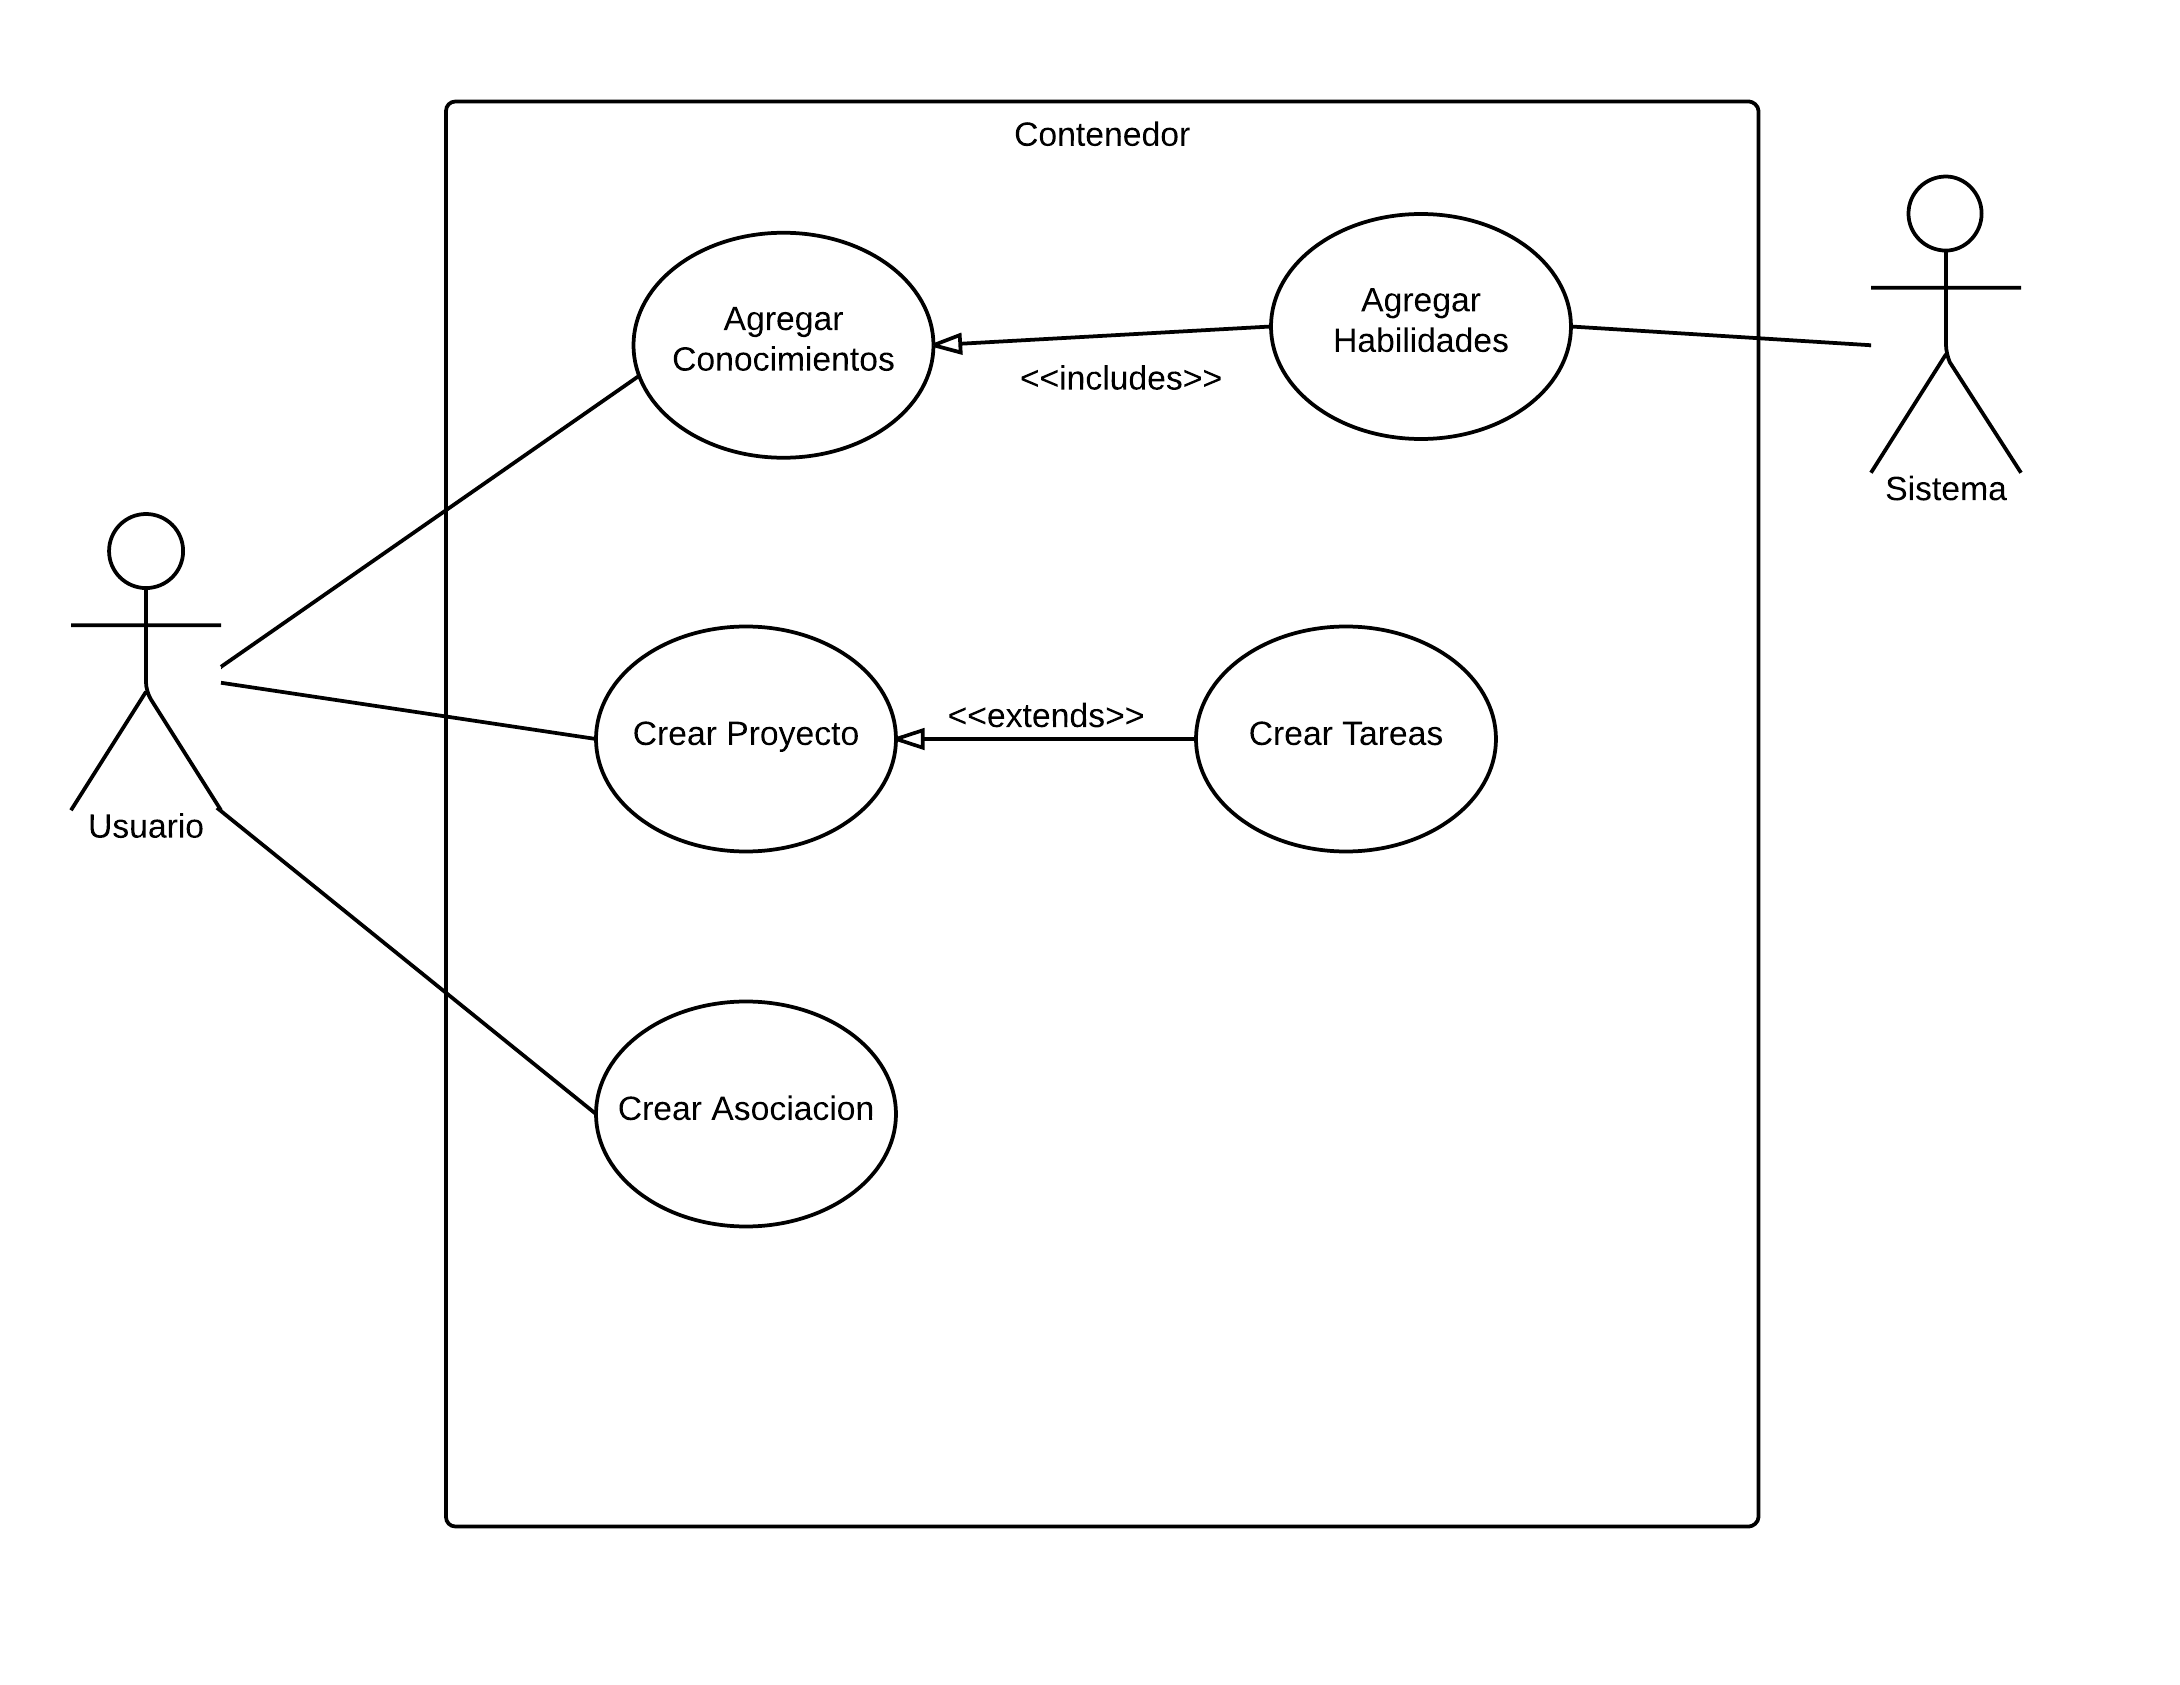 Contenedor
Agregar
Conocimientos
<<includes>>
Agregar
Habilidades
Sistema
Usuario
Crear Proyecto
<<extends>>
Crear Tareas
Crear Asociacion